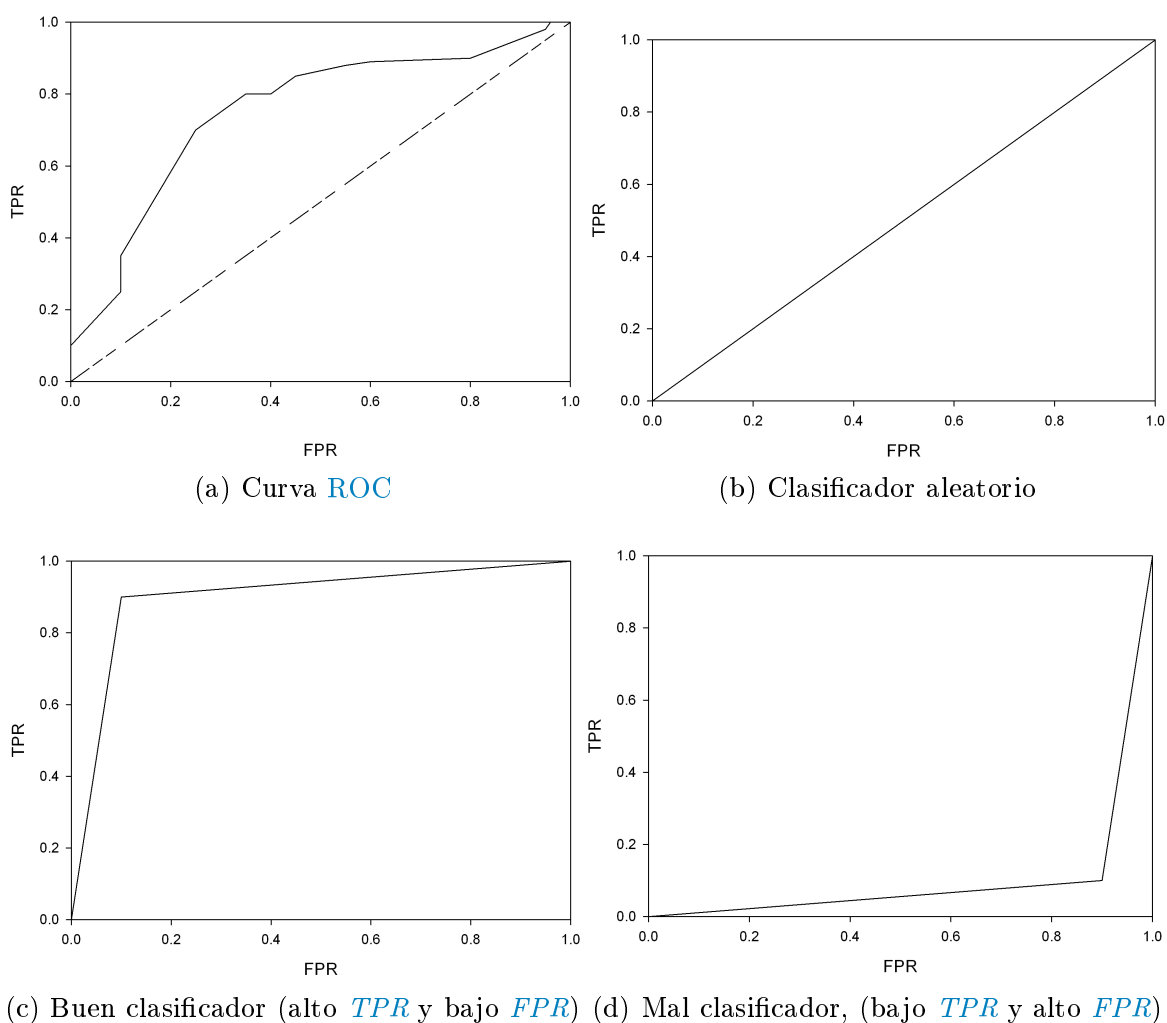 1.0
0.8
0.6
0.4
0.2
0.0
TPR
0.0 0.2 0.4 0.6 0.8 1.0
FPR
(a) Curva ROC
1.0
0.8
0.6
0.4
0.2
0.0
TPR
0.0 0.2 0.4 0.6 0.8 1.0
FPR
(b) Clasificador aleatorio
1.0
0.8
0.6
0.4
0.2
0.0
TPR
0.0 0.2 0.4 0.6 0.8 1.0
FPR
(c) Buen clasificador (alto TPR y bajo FPR)
1.0
0.8
0.6
0.4
0.2
0.0
TPR
0.0 0.2 0.4 0.6 0.8 1.0
FPR
(d) Mal clasificador, (bajo TPR y alto FPR)